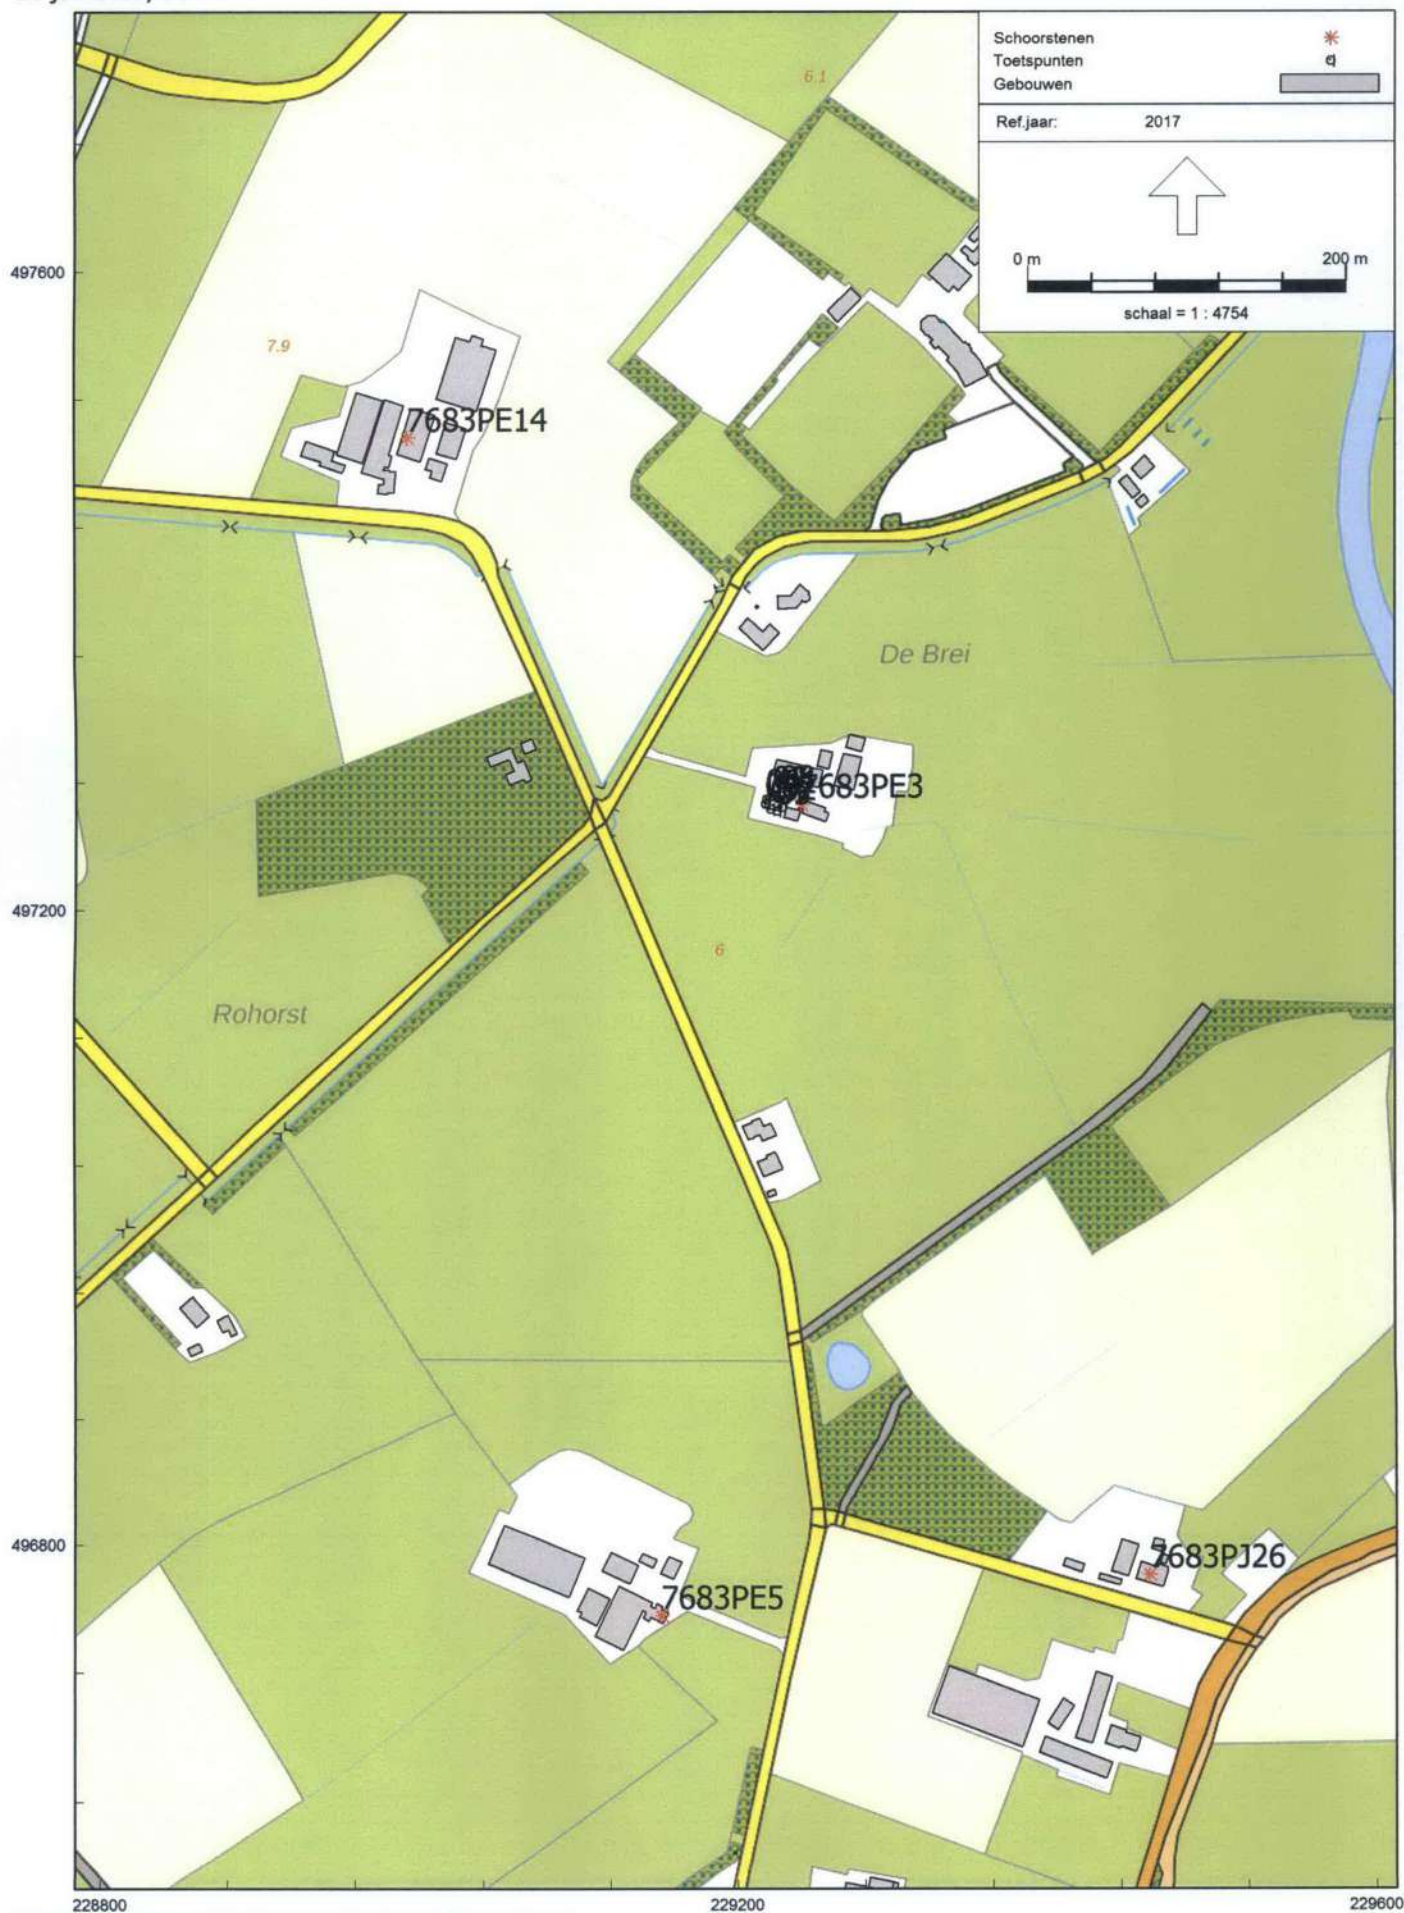 Schoorstenen
Toetspunten
Gebouwen
Ref.jaar: 2017
0 m 200 m
schaal = 1 : 4754
6.1
497600
7.9
7683PE14
De Brei
7683PE3
497200
6
Rohorst
496800
7683PJ26
7683PE5
228800 229200 229600